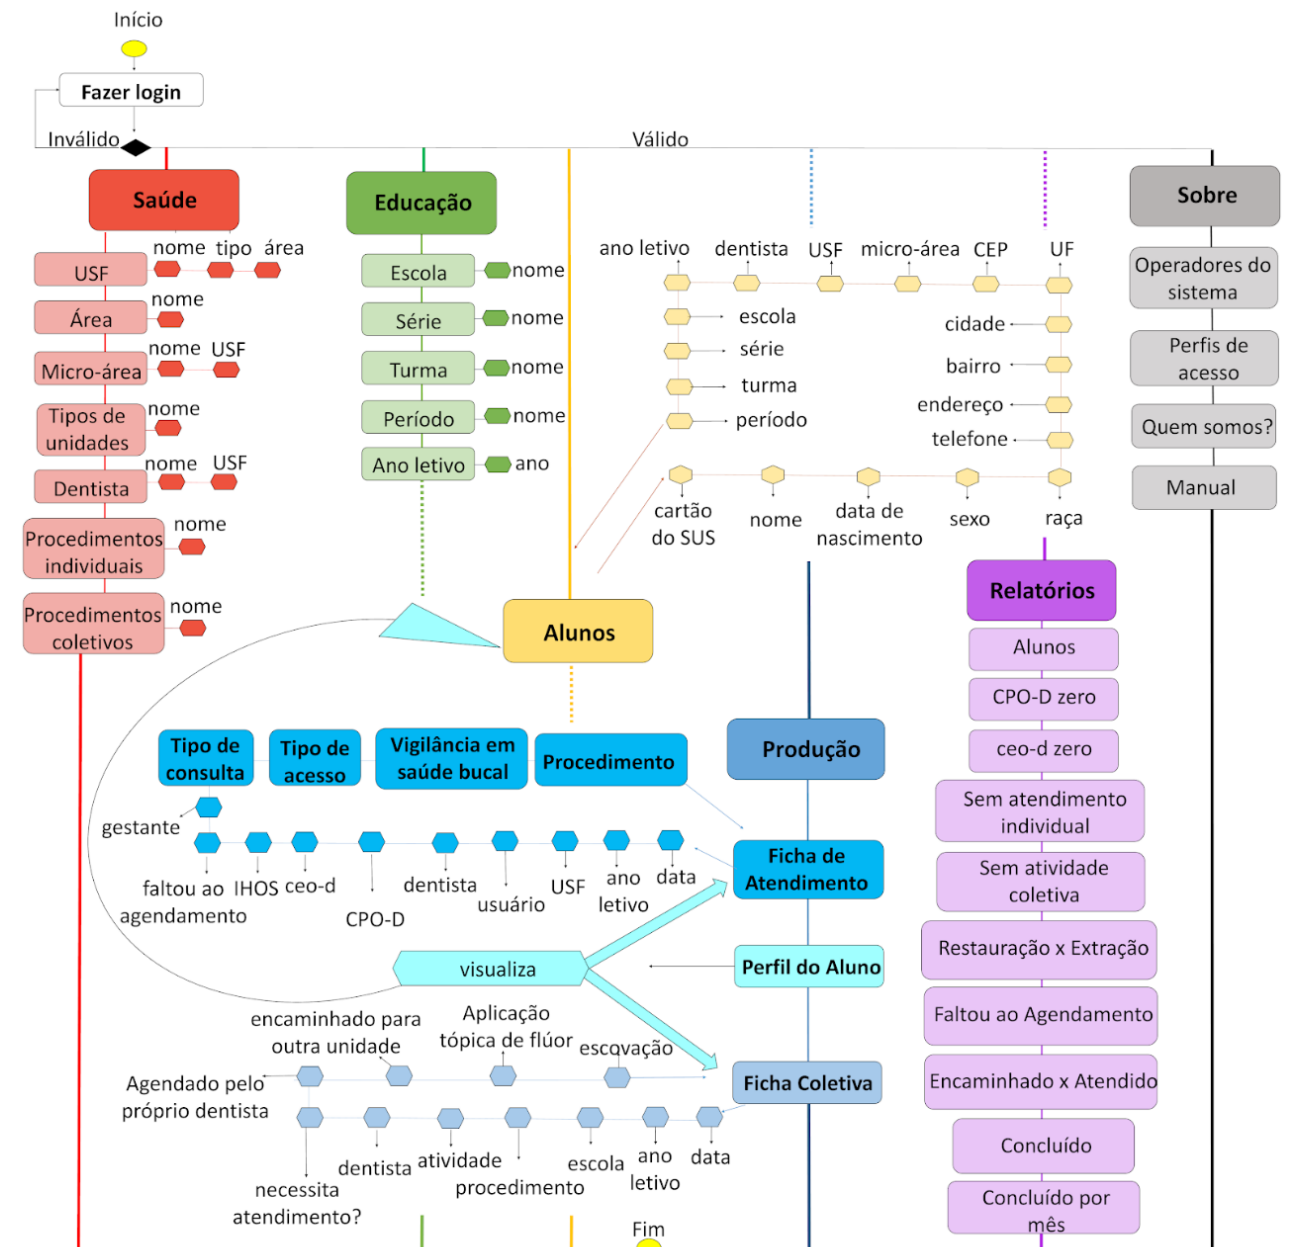 Início
Fazer login
Inválido
Válido
Saúde
nome tipo área
USF
nome
Área
nome USF
Micro-área
nome
Tipos de
unidades
nome USF
Dentista
nome
Procedimentos
individuais
nome
Procedimentos
coletivos
Educação
Escola
nome
Série
nome
Turma
nome
Período
nome
Ano letivo
ano
ano letivo
dentista
USF
micro-área
CEP
UF
escola
série
turma
período
cidade
bairro
endereço
telefone
cartão
do SUS
nome
data de
nascimento
sexo
raça
Sobre
Operadores do
sistema
Perfis de
acesso
Quem somos?
Manual
Alunos
Tipo de
consulta
Tipo de
acesso
Vigilância em
saúde bucal
Procedimento
gestante
faltou ao
agendamento
IHOS
ceo-d
CPO-D
dentista
usuário
USF
ano
letivo
data
Produção
Ficha de
Atendimento
Perfil do Aluno
visualiza
Ficha Coletiva
encaminhado para
outra unidade
Aplicação
tópica de flúor
escovação
Agendado pelo
próprio dentista
necessita
atendimento?
dentista
atividade
procedimento
escola
ano
letivo
data
Relatórios
Alunos
CPO-D zero
ceo-d zero
Sem atendimento
individual
Sem atividade
coletiva
Restauração x Extração
Faltou ao Agendamento
Encaminhado x Atendido
Concluído
Concluído por
mês
Fim